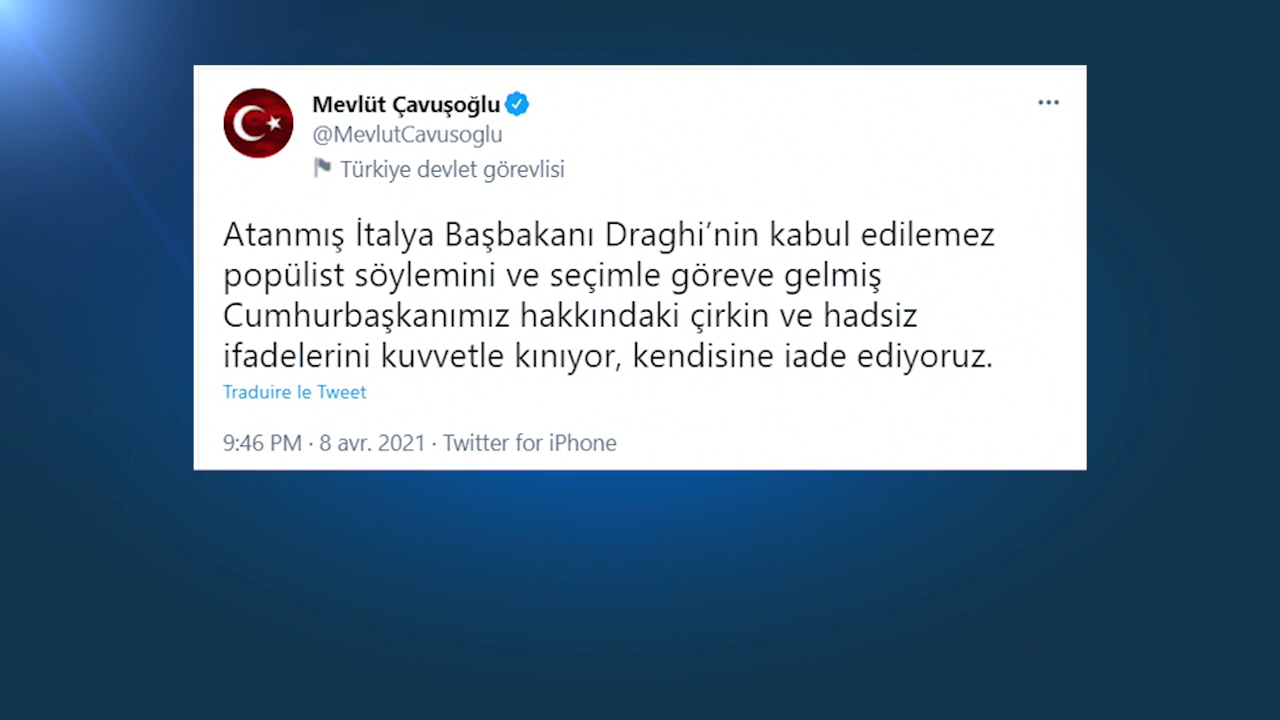 Mevlüt Çavuşoğlu
@MevlutCavusoglu
Türkiye devlet görevlisi
Atanmış İtalya Başbakanı Draghi’nin kabul edilemez
popülist söylemini ve seçimle göreve gelmiş
Cumhurbaşkanımız hakkındaki çirkin ve hadsiz
ifadelerini kuvvetle kınıyor, kendisine iade ediyoruz.
Traduire le Tweet
9:46 PM · 8 avr. 2021 · Twitter for iPhone